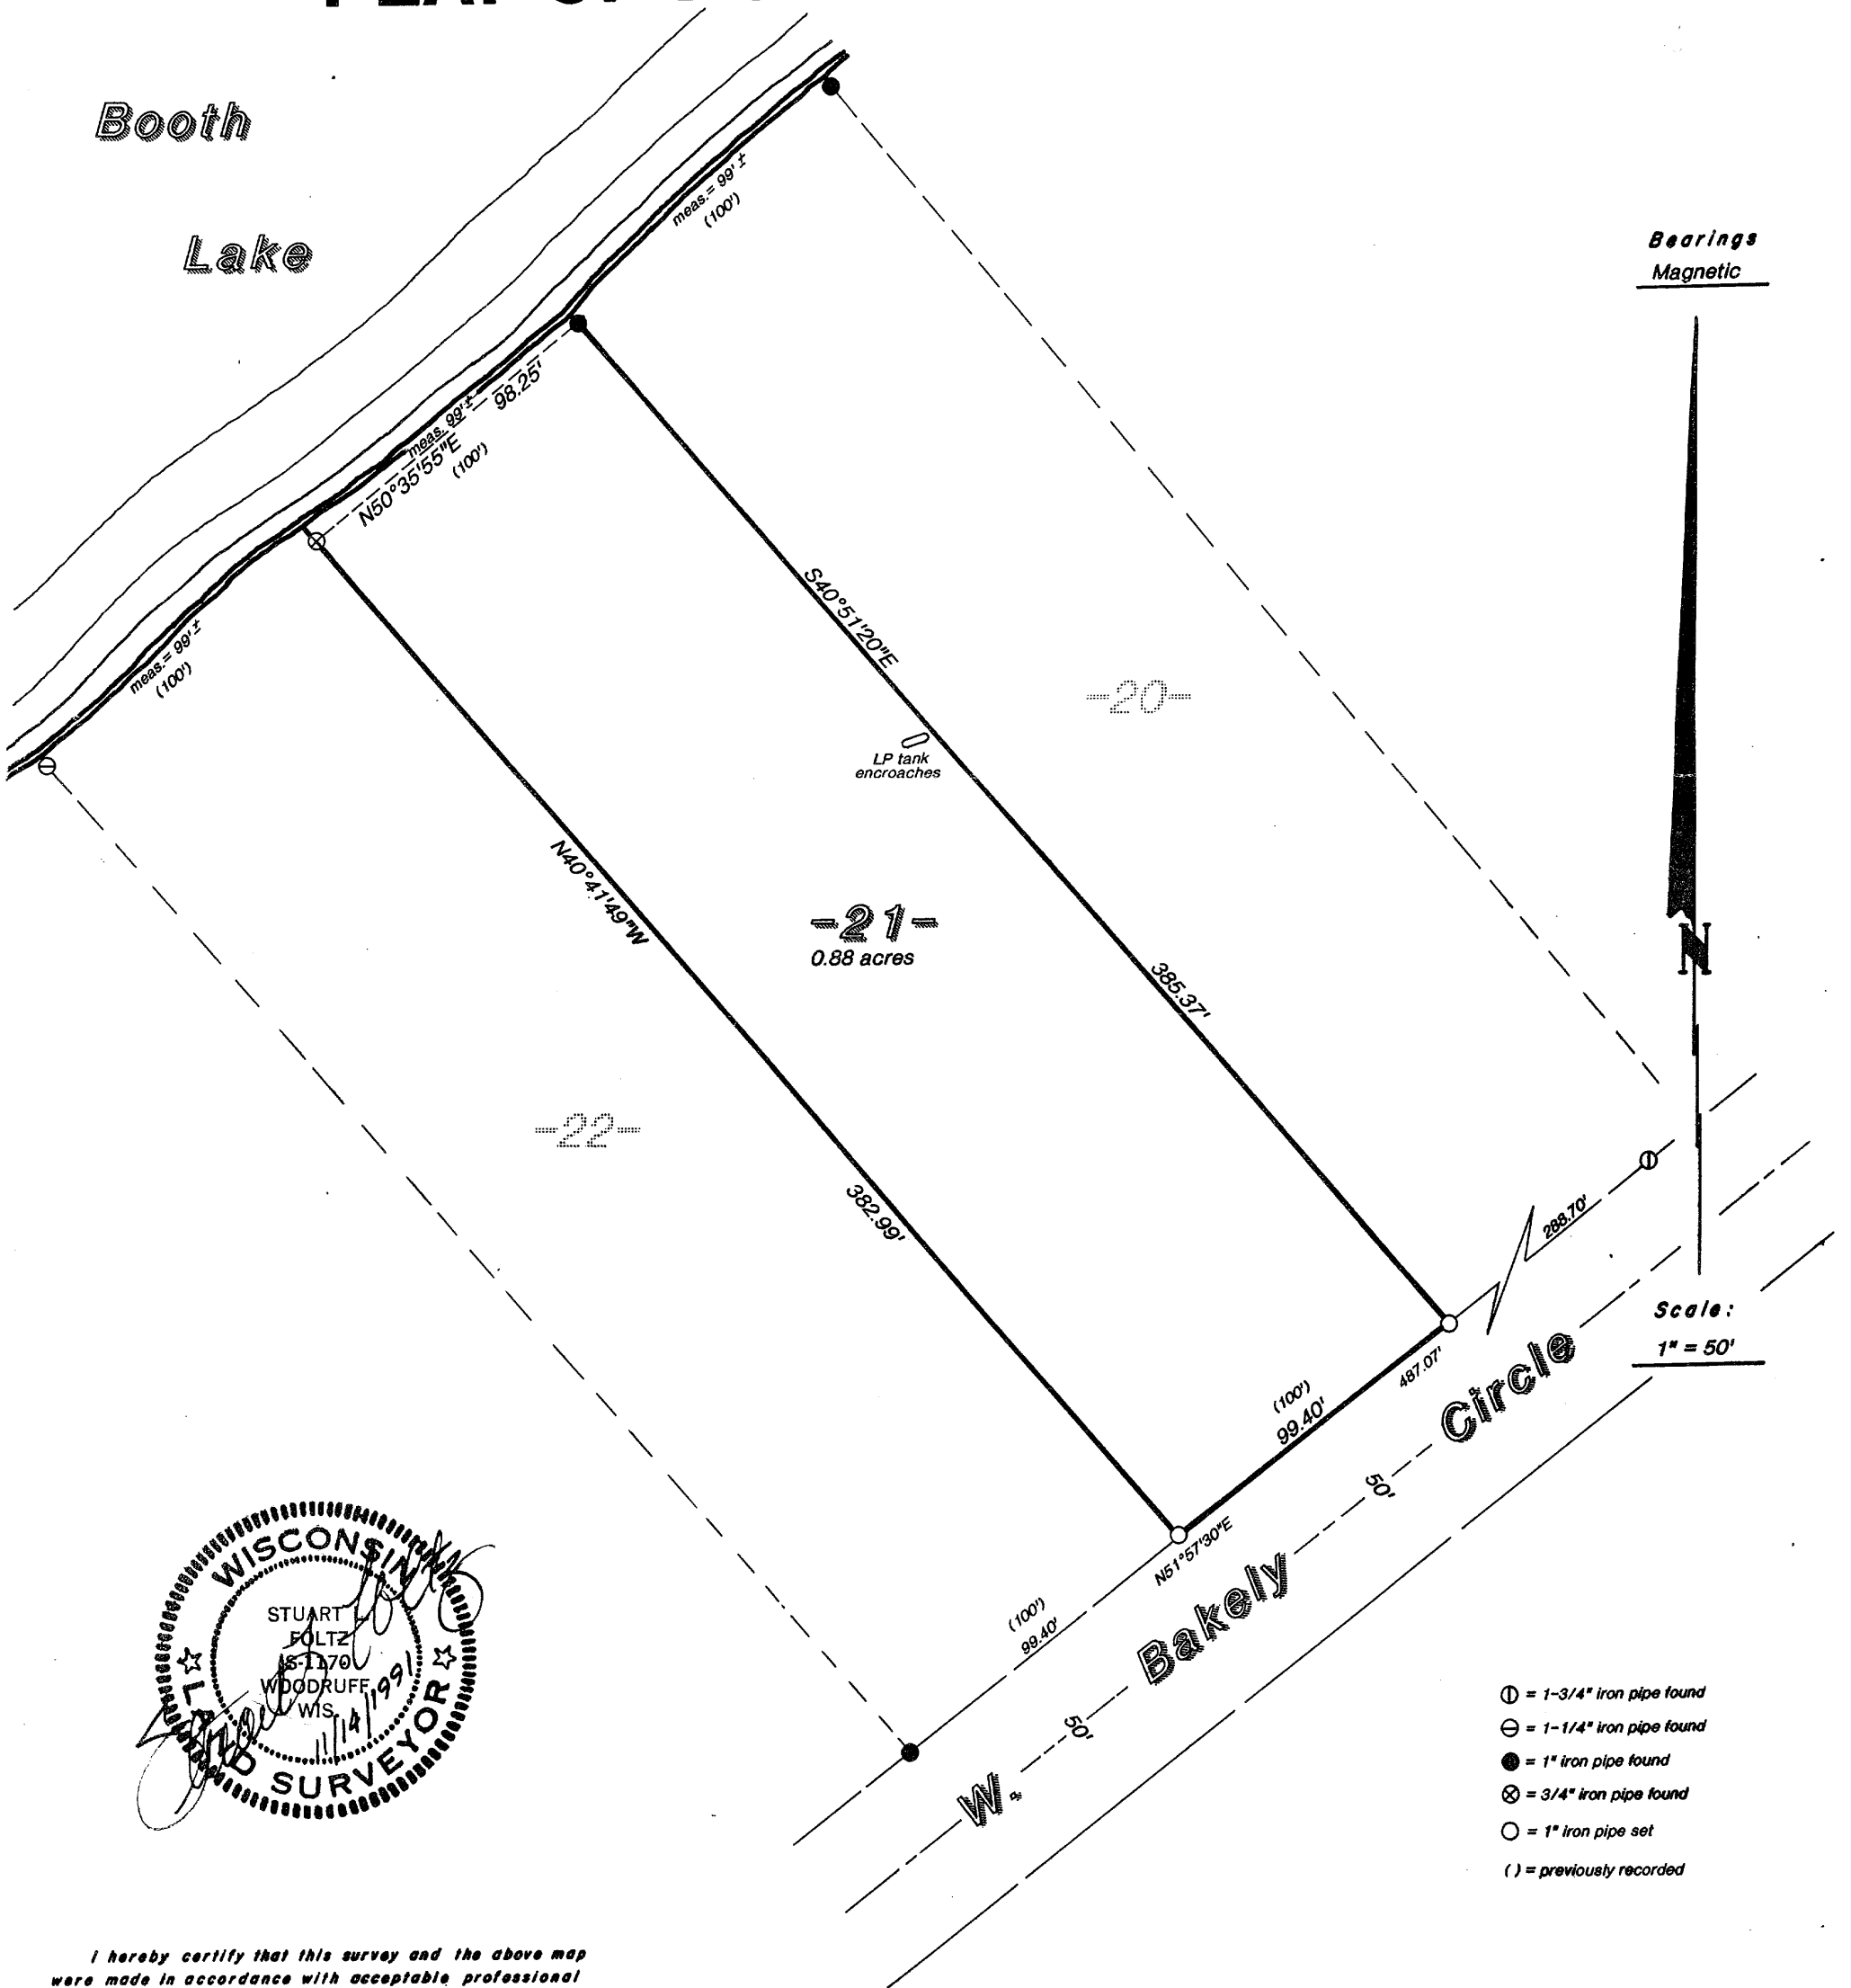 PLAT OF
Booth
Lake
meas.= 99'±
(100')
Bearings
Magnetic
meas. 99'±
98.25'
N50°35'55"E
(100')
meas.= 99'±
(100')
S40°51'20"E
-20-
LP tank
encroaches
N40°41'49"W
-21-
0.88 acres
N
385.37'
-22-
382.99'
288.70'
Scale:
1" = 50'
487.07'
(100')
99.40'
Circle
50'
N51°57'30"E
Bakely
(100')
99.40'
50'
W.
WISCONSIN
STUART
FOLTZ
S-1170
WOODRUFF,
WIS.
11/14/1991
LAND SURVEYOR
= 1-3/4" iron pipe found
= 1-1/4" iron pipe found
= 1" iron pipe found
= 3/4" iron pipe found
= 1" iron pipe set
( ) = previously recorded
I hereby certify that this survey and the above map
were made in accordance with acceptable professional